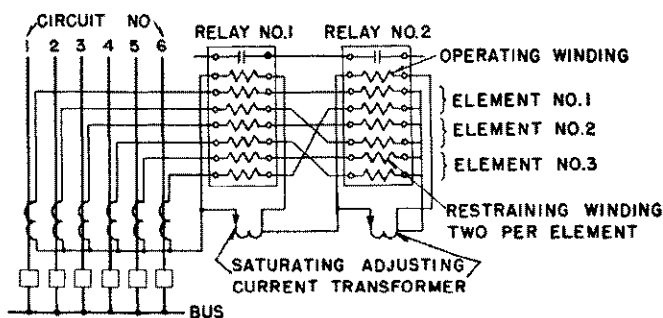 CIRCUIT NO.
1 2 3 4 5 6
RELAY NO.1
RELAY NO.2
OPERATING WINDING
ELEMENT NO.1
ELEMENT NO.2
ELEMENT NO.3
RESTRAINING WINDING
TWO PER ELEMENT
SATURATING ADJUSTING
CURRENT TRANSFORMER
BUS